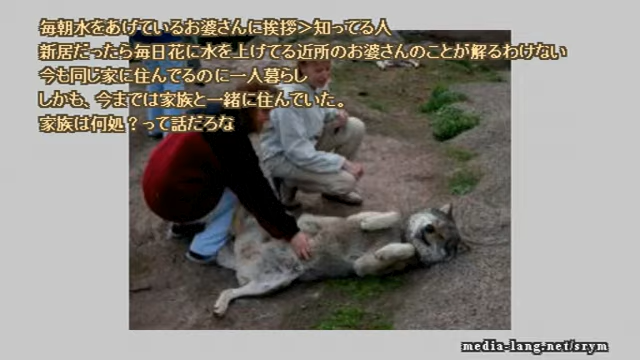 毎朝水をあげているお婆さんに挨拶>知ってる人
新居だったら毎日花に水を上げてる近所のお婆さんのことが解るわけない
今も同じ家に住んでるのに一人暮らし
しかも、今までは家族と一緒に住んでいた。
家族は何処？って話だろな
media-lang.net/srym